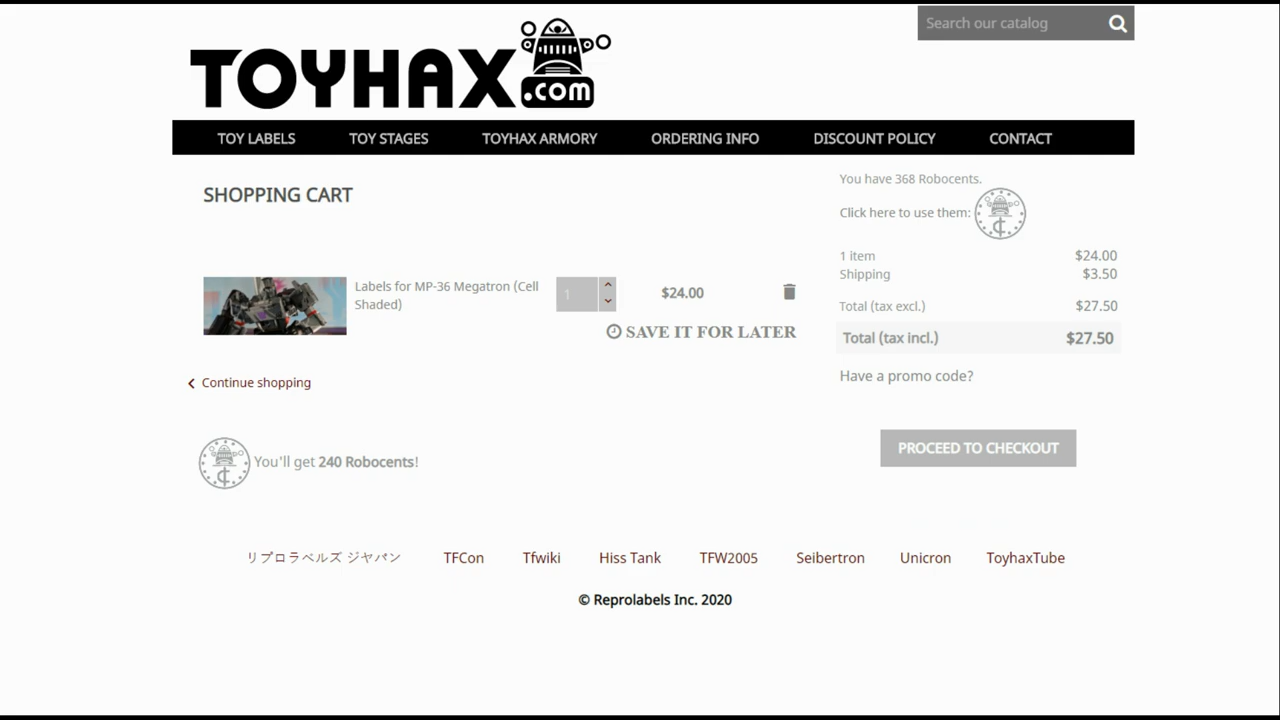 Search our catalog
TOYHAX
.com
TOY LABELS TOY STAGES TOYHAX ARMORY ORDERING INFO DISCOUNT POLICY CONTACT
SHOPPING CART
Labels for MP-36 Megatron (Cell
Shaded)
1
$24.00
SAVE IT FOR LATER
Continue shopping
You'll get 240 Robocents!
You have 368 Robocents.
Click here to use them:
1 item $24.00
Shipping $3.50
Total (tax excl.) $27.50
Total (tax incl.) $27.50
Have a promo code?
PROCEED TO CHECKOUT
リプロラベルズ ジャパン TFCon Tfwiki Hiss Tank TFW2005 Seibertron Unicron ToyhaxTube
© Reprolabels Inc. 2020